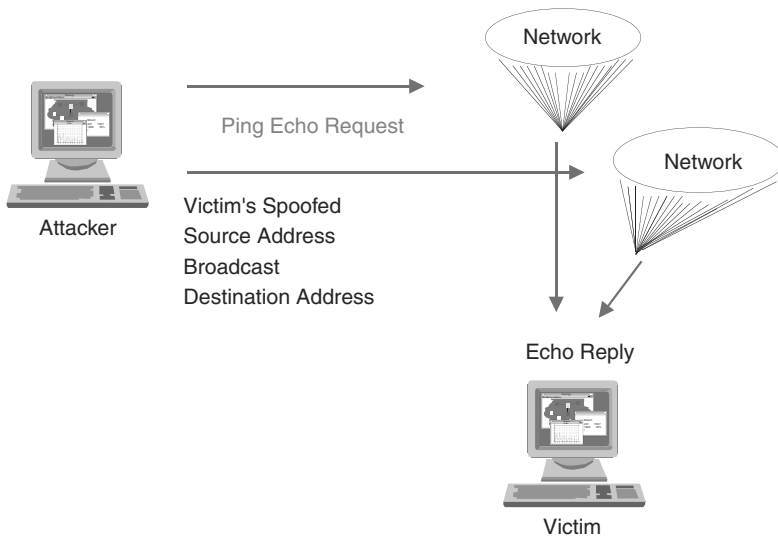 Network
Ping Echo Request
Network
Attacker
Victim's Spoofed
Source Address
Broadcast
Destination Address
Echo Reply
Victim